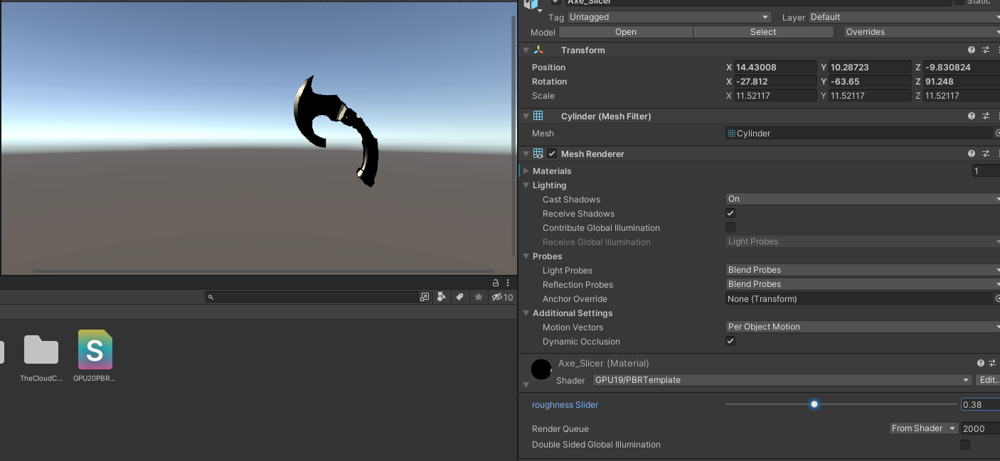 Axe_Slicer Static
Tag Untagged Layer Default
Model Open Select Overrides
Transform
Position X 14.43008 Y 10.28723 Z -9.830824
Rotation X -27.812 Y -63.65 Z 91.248
Scale X 11.52117 Y 11.52117 Z 11.52117
Cylinder (Mesh Filter)
Mesh Cylinder
Mesh Renderer
Materials 1
Lighting
Cast Shadows On
Receive Shadows
Contribute Global Illumination
Receive Global Illumination Light Probes
Probes
Light Probes Blend Probes
Reflection Probes Blend Probes
Anchor Override None (Transform)
Additional Settings
Motion Vectors Per Object Motion
Dynamic Occlusion
Axe_Slicer (Material)
Shader GPU19/PBRTemplate Edit..
roughness Slider 0.38
Render Queue From Shader 2000
Double Sided Global Illumination
10
S
TheCloudC... GPU20PBR...